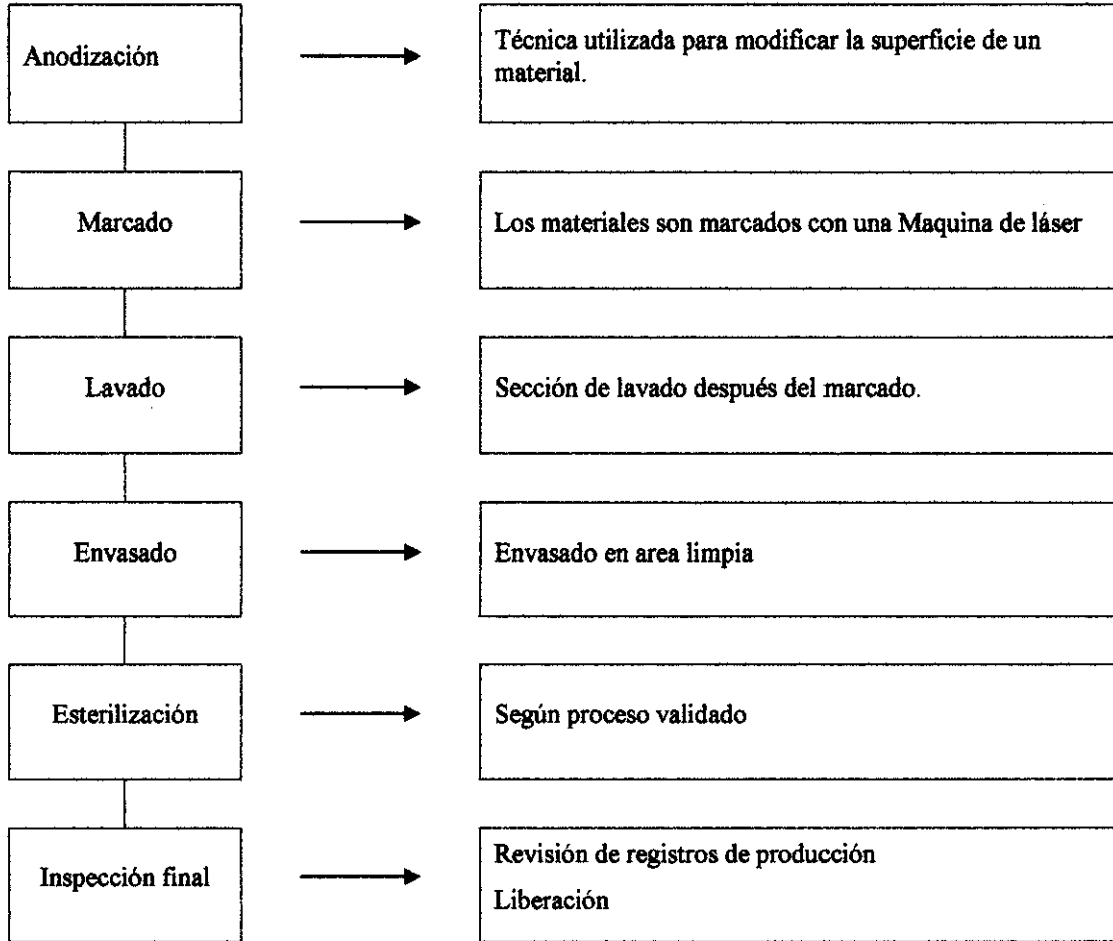 Anodización
Técnica utilizada para modificar la superficie de un
material.
Marcado
Los materiales son marcados con una Maquina de láser
Lavado
Sección de lavado después del marcado.
Envasado
Envasado en area limpia
Esterilización
Según proceso validado
Inspección final
Revisión de registros de producción
Liberación